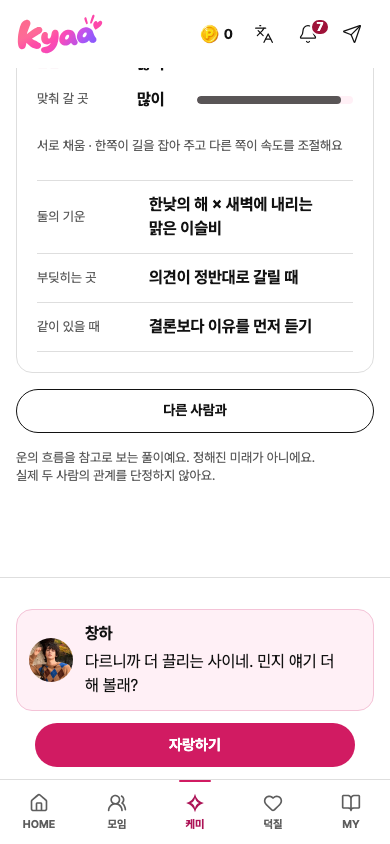 kyaa
0
7
맞춰 갈 곳
많이
서로 채움 · 한쪽이 길을 잡아 주고 다른 쪽이 속도를 조절해요
둘의 기운
한낮의 해 × 새벽에 내리는
맑은 이슬비
부딪히는 곳
의견이 정반대로 갈릴 때
같이 있을 때
결론보다 이유를 먼저 듣기
다른 사람과
운의 흐름을 참고로 보는 풀이예요. 정해진 미래가 아니에요.
실제 두 사람의 관계를 단정하지 않아요.
창하
다르니까 더 끌리는 사이네. 민지 얘기 더
해 볼래?
자랑하기
HOME
모임
케미
덕질
MY